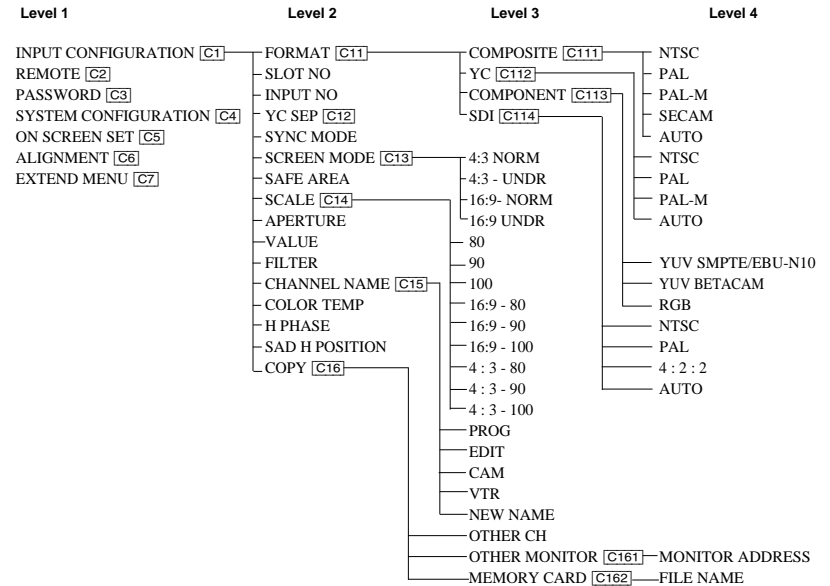 Level 1 Level 2 Level 3 Level 4
INPUT CONFIGURATION C1 FORMAT C11 COMPOSITE C111 NTSC
REMOTE C2 SLOT NO YC C112 PAL
PASSWORD C3 INPUT NO COMPONENT C113 PAL-M
SYSTEM CONFIGURATION C4 YC SEP C12 SDI C114 SECAM
ON SCREEN SET C5 SYNC MODE AUTO
ALIGNMENT C6 SCREEN MODE C13 4:3 NORM NTSC
EXTEND MENU C7 SAFE AREA 4:3 - UNDR PAL
SCALE C14 16:9- NORM PAL-M
APERTURE 16:9 UNDR AUTO
VALUE 80
FILTER 90 YUV SMPTE/EBU-N10
CHANNEL NAME C15 100 YUV BETACAM
COLOR TEMP 16:9 - 80 RGB
H PHASE 16:9 - 90 NTSC
SAD H POSITION 16:9 - 100 PAL
COPY C16 4 : 3 - 80 4 : 2 : 2
4 : 3 - 90 AUTO
4 : 3 - 100
PROG
EDIT
CAM
VTR
NEW NAME
OTHER CH
OTHER MONITOR C161 MONITOR ADDRESS
MEMORY CARD C162 FILE NAME